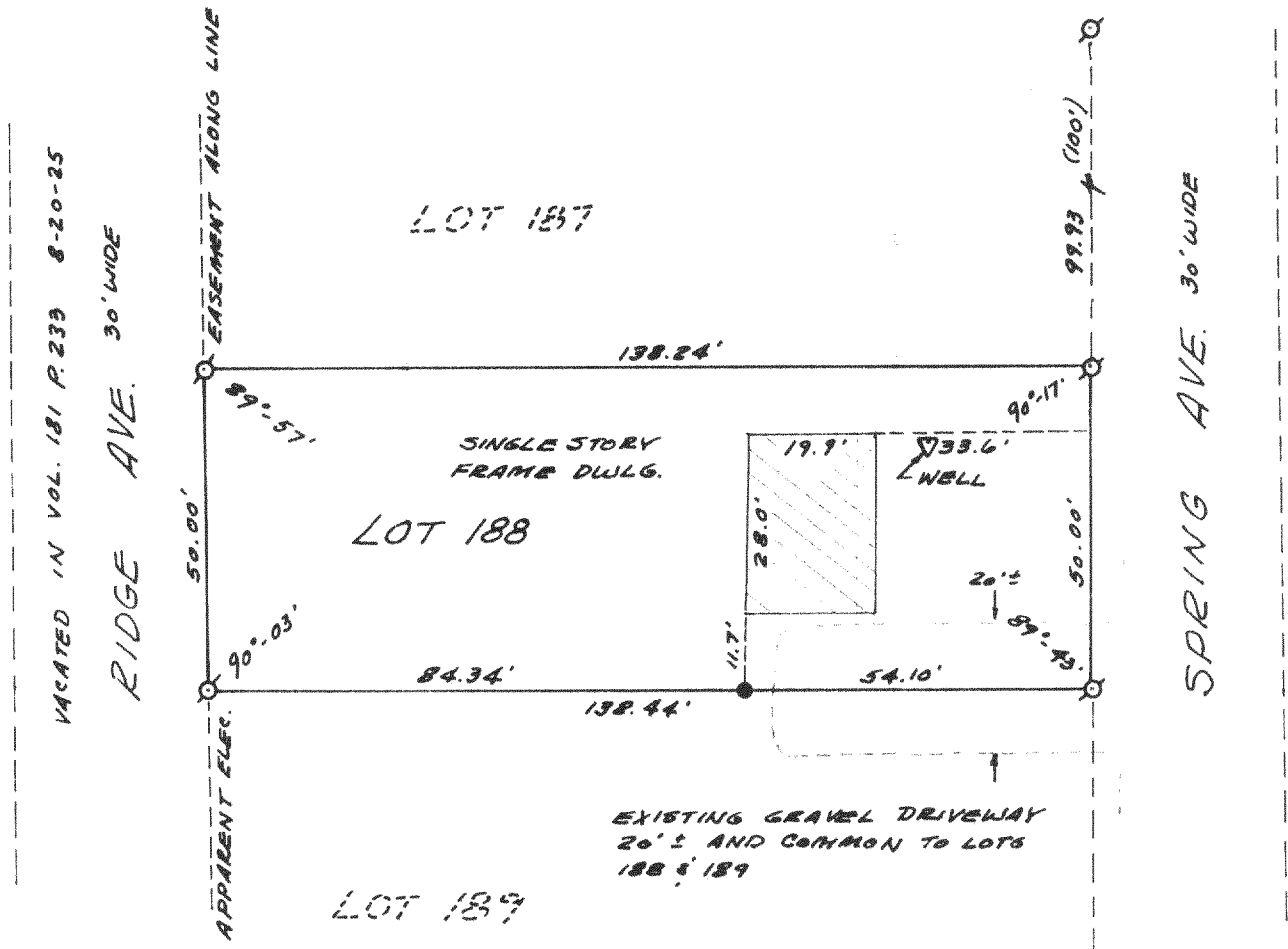 VACATED IN VOL. 181 P. 233 8-20-25
RIDGE AVE. 30' WIDE
APPARENT ELEC. EASEMENT ALONG LINE
LOT 187
99.93 (100')
SPRING AVE. 30' WIDE
138.24'
89°-57'
90°-17'
SINGLE STORY
FRAME DWLG.
19.9'
33.6'
WELL
LOT 188
28.0'
50.00'
50.00'
20'±
90°-03'
89°-43'
11.7'
84.34'
54.10'
138.44'
EXISTING GRAVEL DRIVEWAY
20' ± AND COMMON TO LOTS
188 & 189
LOT 189